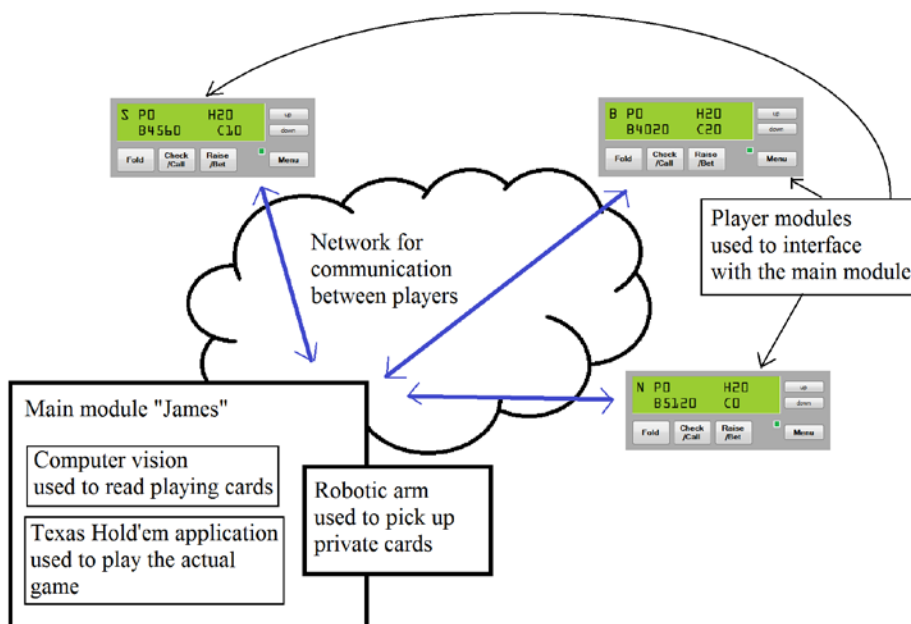 S P0 H20
B4560 C10
up
down
Fold
Check
/Call
Raise
/Bet
Menu
B P0 H20
B4020 C20
up
down
Fold
Check
/Call
Raise
/Bet
Menu
Network for
communication
between players
Player modules
used to interface
with the main module
N P0 H20
B5120 C0
up
down
Fold
Check
/Call
Raise
/Bet
Menu
Main module "James"
Computer vision
used to read playing cards
Texas Hold'em application
used to play the actual
game
Robotic arm
used to pick up
private cards